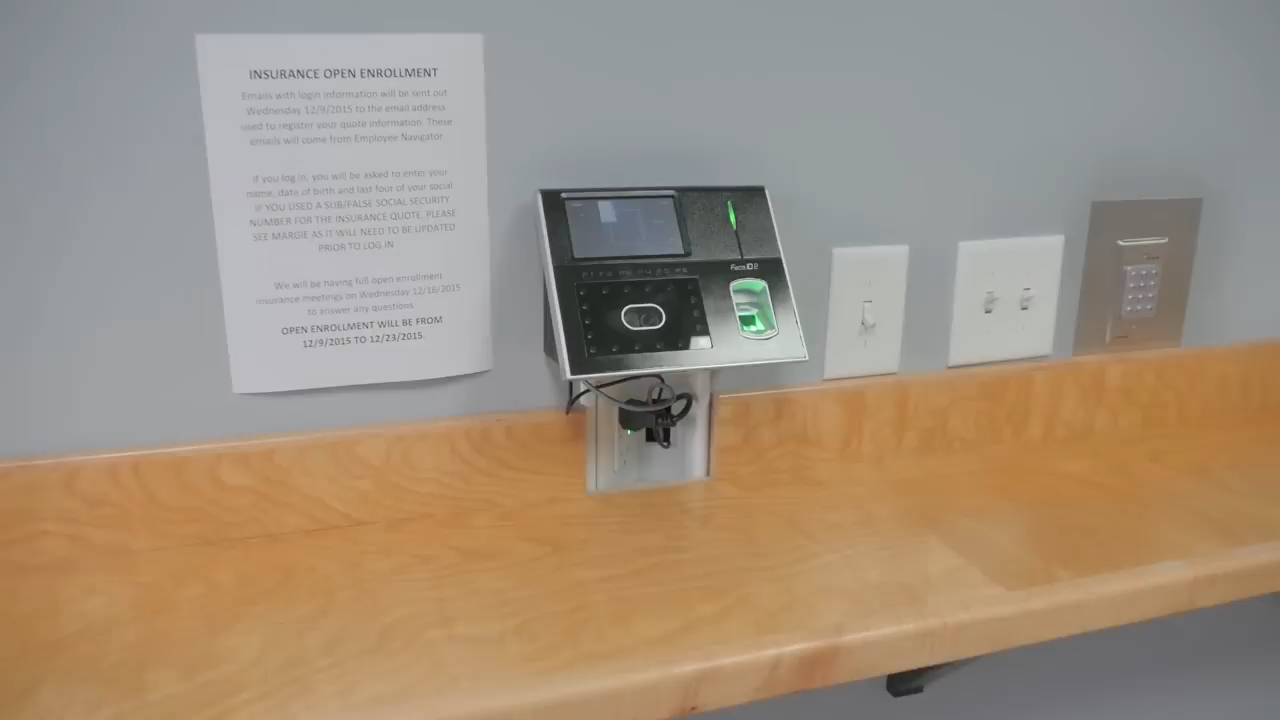 INSURANCE OPEN ENROLLMENT
Emails with login information will be sent out
Wednesday 12/9/2015 to the email address
used to register your quote information. These
emails will come from Employee Navigator.
If you log in, you will be asked to enter your
name, date of birth and last four of your social
IF YOU USED A SUB/FALSE SOCIAL SECURITY
NUMBER FOR THE INSURANCE QUOTE, PLEASE
SEE MARGIE AS IT WILL NEED TO BE UPDATED
PRIOR TO LOG IN
We will be having full open enrollment
insurance meetings on Wednesday 12/16/2015
to answer any questions.
OPEN ENROLLMENT WILL BE FROM
12/9/2015 TO 12/23/2015.
Face ID 2